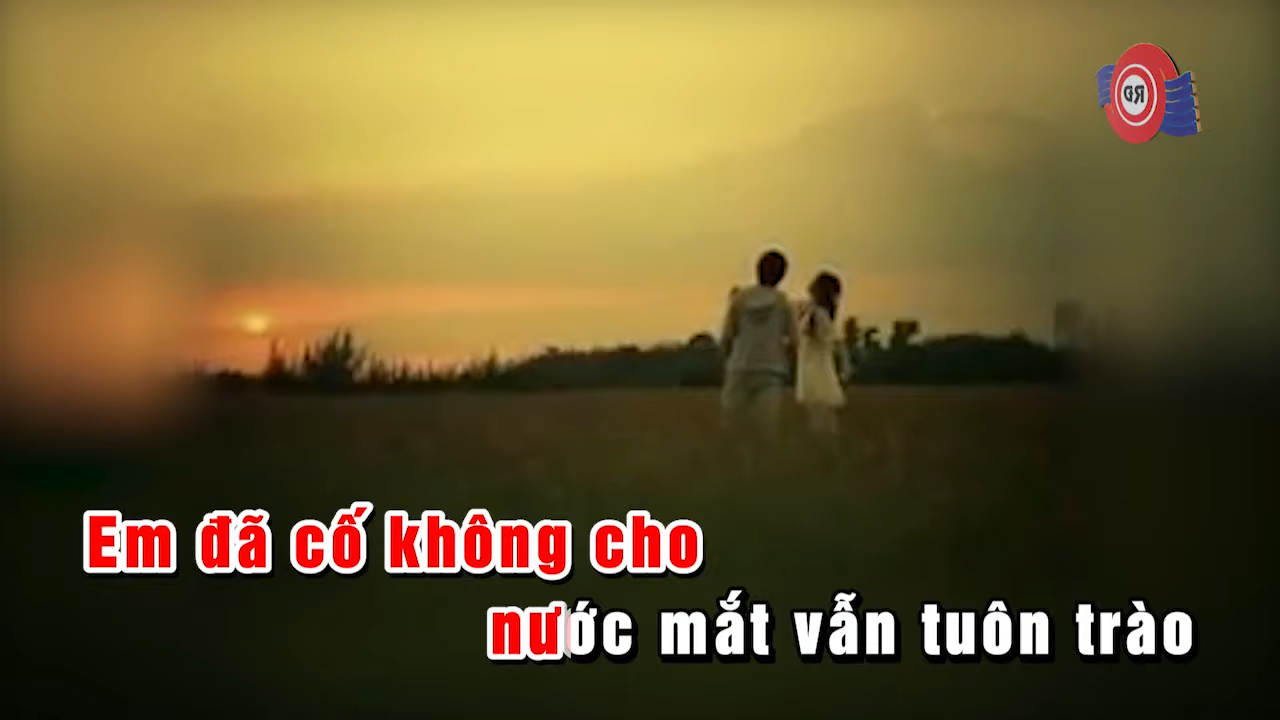 Em đã cố không cho
nước mắt vẫn tuôn trào